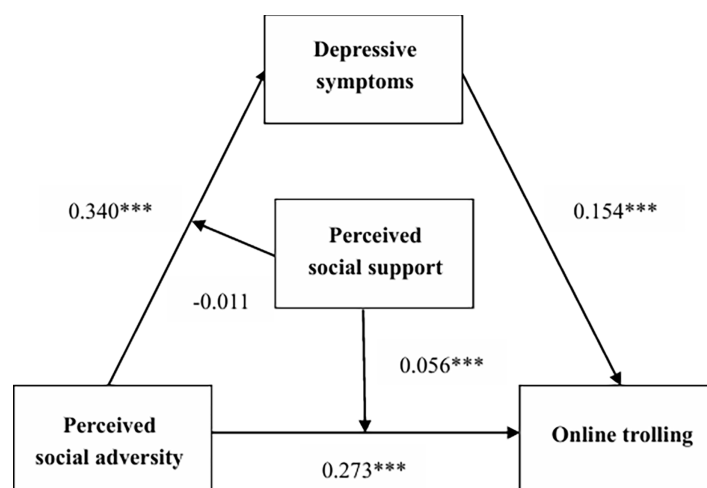 Depressive
symptoms
0.340***
0.154***
Perceived
social support
-0.011
0.056***
Perceived
social adversity
Online trolling
0.273***